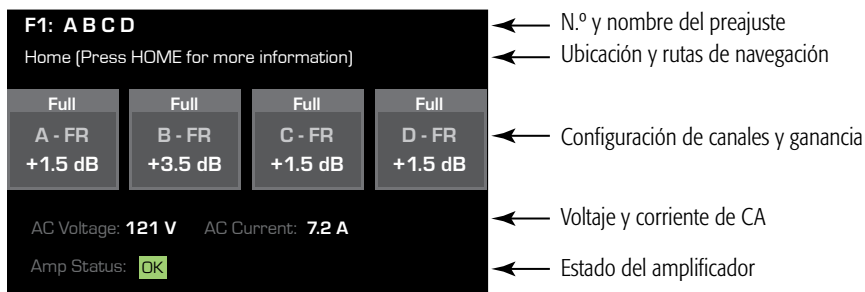 F1: A B C D
N.º y nombre del preajuste
Home (Press HOME for more information)
Ubicación y rutas de navegación
Full Full Full Full
A - FR B - FR C - FR D - FR
+1.5 dB +3.5 dB +1.5 dB +1.5 dB
Configuración de canales y ganancia
AC Voltage: 121 V AC Current: 7.2 A
Voltaje y corriente de CA
Amp Status: OK
Estado del amplificador